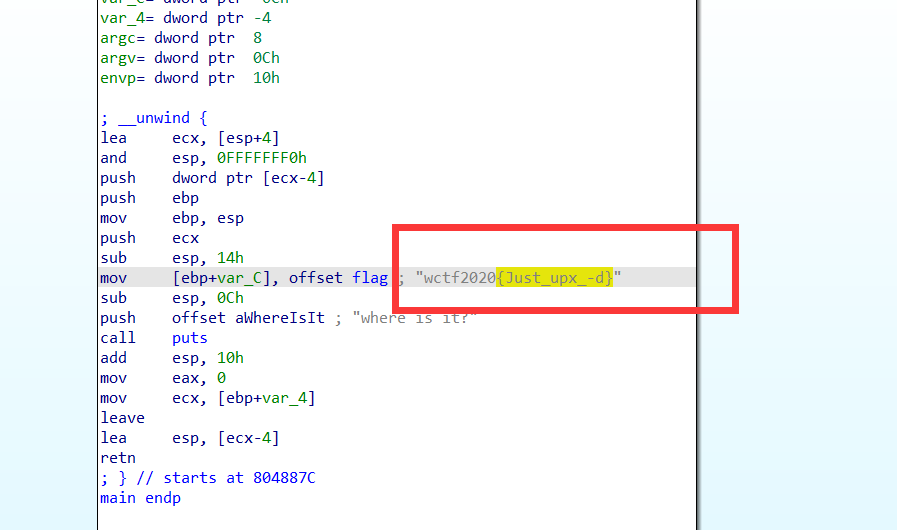 var_4= dword ptr -4
argc= dword ptr  8
argv= dword ptr  0Ch
envp= dword ptr  10h
; __unwind {
lea     ecx, [esp+4]
and     esp, 0FFFFFFF0h
push    dword ptr [ecx-4]
push    ebp
mov     ebp, esp
push    ecx
sub     esp, 14h
mov     [ebp+var_C], offset flag ; "wctf2020{Just_upx_-d}"
sub     esp, 0Ch
push    offset aWhereIsIt ; "where is it?"
call    puts
add     esp, 10h
mov     eax, 0
mov     ecx, [ebp+var_4]
leave
lea     esp, [ecx-4]
retn
; } // starts at 804887C
main endp